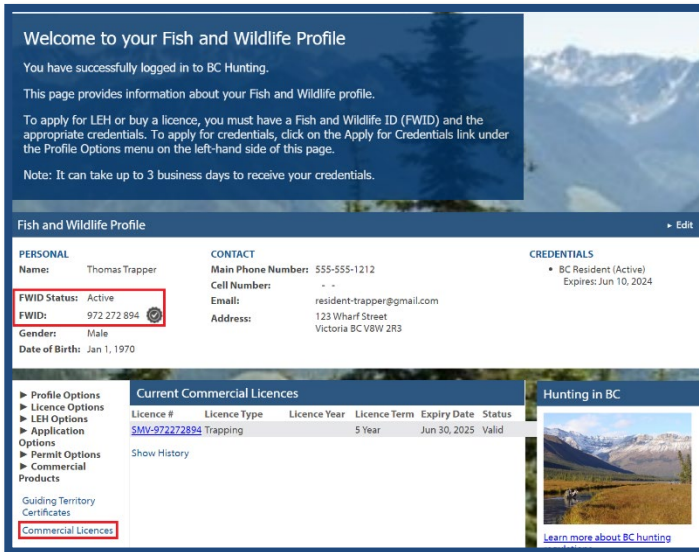 Welcome to your Fish and Wildlife Profile
You have successfully logged in to BC Hunting.
This page provides information about your Fish and Wildlife profile.
To apply for LEH or buy a licence, you must have a Fish and Wildlife ID (FWID) and the
appropriate credentials. To apply for credentials, click on the Apply for Credentials link under
the Profile Options menu on the left-hand side of this page.
Note: It can take up to 3 business days to receive your credentials.
Fish and Wildlife Profile
▸ Edit
PERSONAL
Name: Thomas Trapper
FWID Status: Active
FWID: 972 272 894
Gender: Male
Date of Birth: Jan 1, 1970
CONTACT
Main Phone Number: 555-555-1212
Cell Number: - -
Email: resident-trapper@gmail.com
Address: 123 Wharf Street
Victoria BC V8W 2R3
CREDENTIALS
• BC Resident (Active)
Expires: Jun 10, 2024
▶ Profile Options
▶ Licence Options
▶ LEH Options
▶ Application
Options
▶ Permit Options
▶ Commercial
Products
Guiding Territory
Certificates
Commercial Licences
Current Commercial Licences
Licence # Licence Type Licence Year Licence Term Expiry Date Status
SMV-972272894 Trapping 5 Year Jun 30, 2025 Valid
Show History
Hunting in BC
Learn more about BC hunting